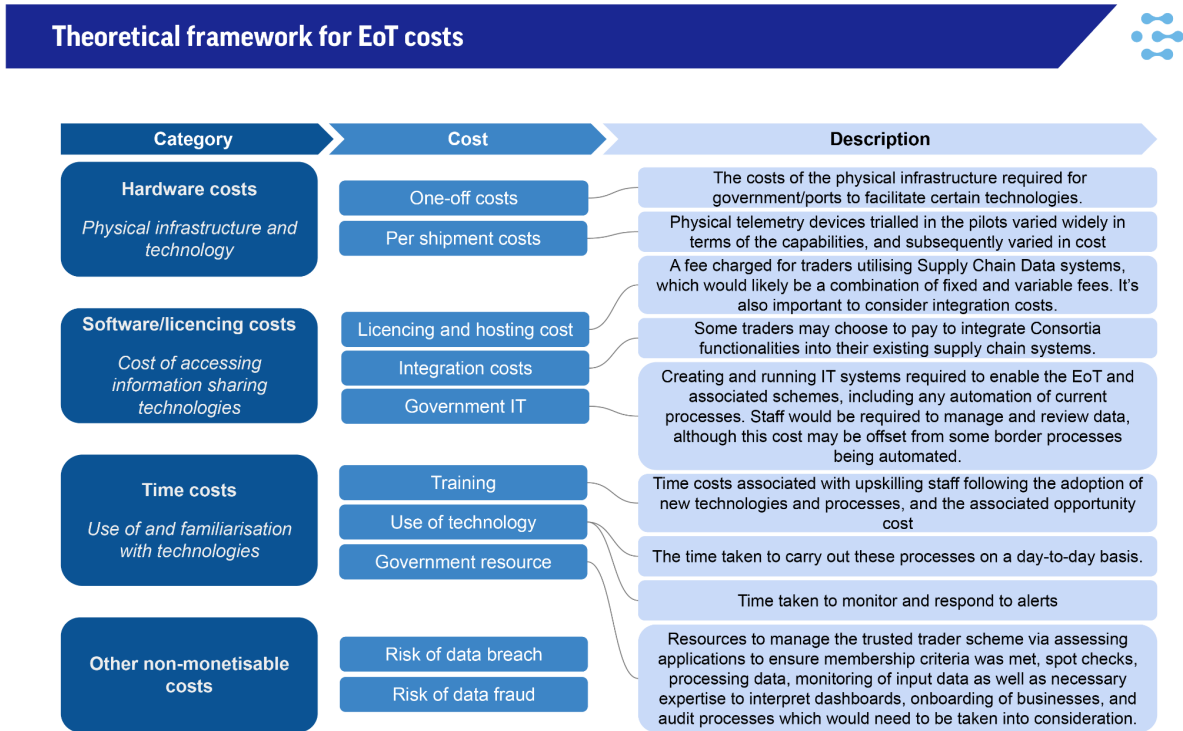 Theoretical framework for EoT costs
Category
Cost
Description
Hardware costs
Physical infrastructure and
technology
One-off costs
Per shipment costs
The costs of the physical infrastructure required for
government/ports to facilitate certain technologies.
Physical telemetry devices trialled in the pilots varied widely in
terms of the capabilities, and subsequently varied in cost
Software/licencing costs
Cost of accessing
information sharing
technologies
Licencing and hosting cost
Integration costs
Government IT
A fee charged for traders utilising Supply Chain Data systems,
which would likely be a combination of fixed and variable fees. It's
also important to consider integration costs.
Some traders may choose to pay to integrate Consortia
functionalities into their existing supply chain systems.
Creating and running IT systems required to enable the EoT and
associated schemes, including any automation of current
processes. Staff would be required to manage and review data,
although this cost may be offset from some border processes
being automated.
Time costs
Use of and familiarisation
with technologies
Training
Use of technology
Government resource
Time costs associated with upskilling staff following the adoption of
new technologies and processes, and the associated opportunity
cost
The time taken to carry out these processes on a day-to-day basis.
Time taken to monitor and respond to alerts
Resources to manage the trusted trader scheme via assessing
applications to ensure membership criteria was met, spot checks,
processing data, monitoring of input data as well as necessary
expertise to interpret dashboards, onboarding of businesses, and
audit processes which would need to be taken into consideration.
Other non-monetisable
costs
Risk of data breach
Risk of data fraud